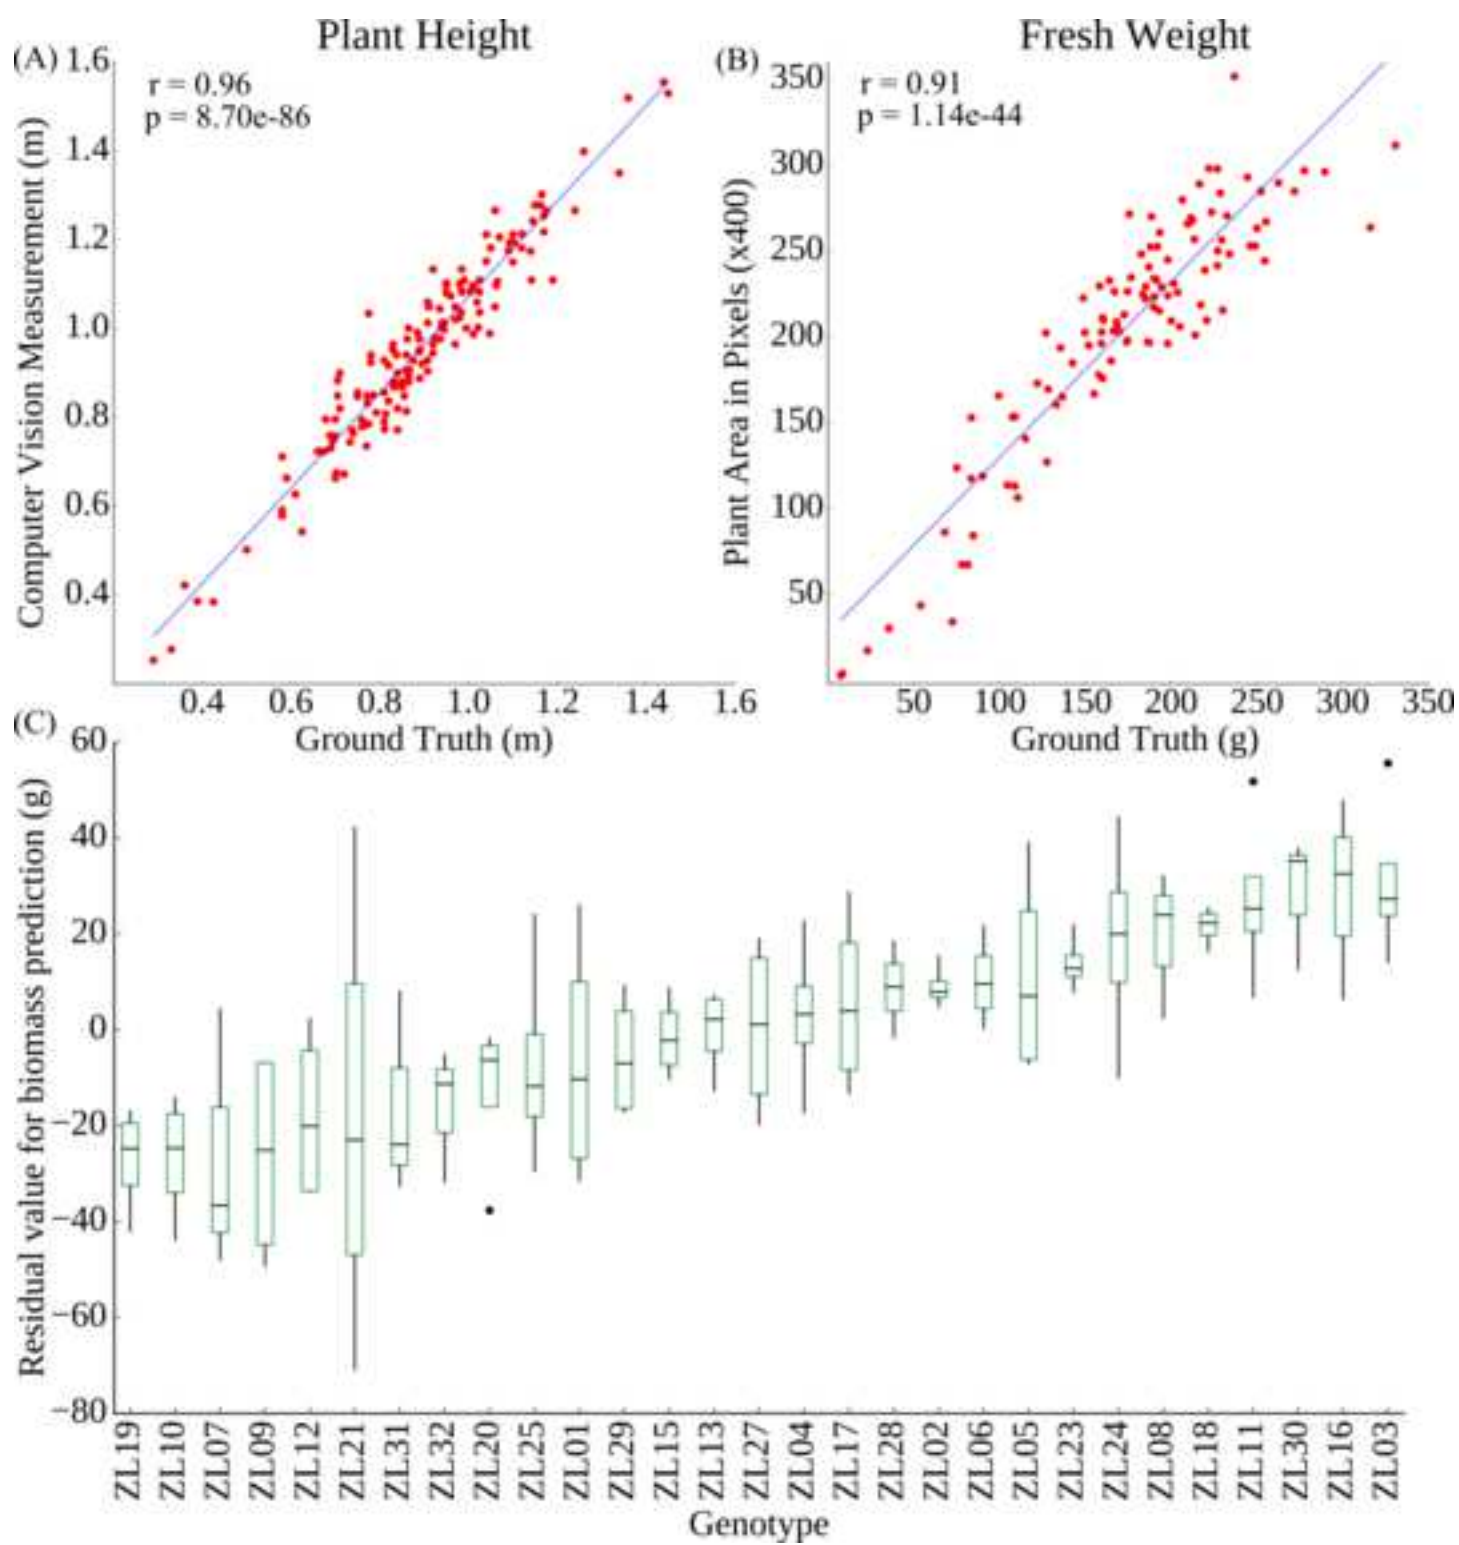 (A)
Plant Height
r = 0.96
p = 8.70e-86
Computer Vision Measurement (m)
1.6
1.4
1.2
1.0
0.8
0.6
0.4
0.4 0.6 0.8 1.0 1.2 1.4 1.6
Ground Truth (m)
(B)
Fresh Weight
r = 0.91
p = 1.14e-44
Plant Area in Pixels (x400)
350
300
250
200
150
100
50
50 100 150 200 250 300 350
Ground Truth (g)
(C)
Residual value for biomass prediction (g)
60
40
20
0
−20
−40
−60
−80
ZL19 ZL10 ZL07 ZL09 ZL12 ZL21 ZL31 ZL32 ZL20 ZL25 ZL01 ZL29 ZL15 ZL13 ZL27 ZL04 ZL17 ZL28 ZL02 ZL06 ZL05 ZL23 ZL24 ZL08 ZL18 ZL11 ZL30 ZL16 ZL03
Genotype